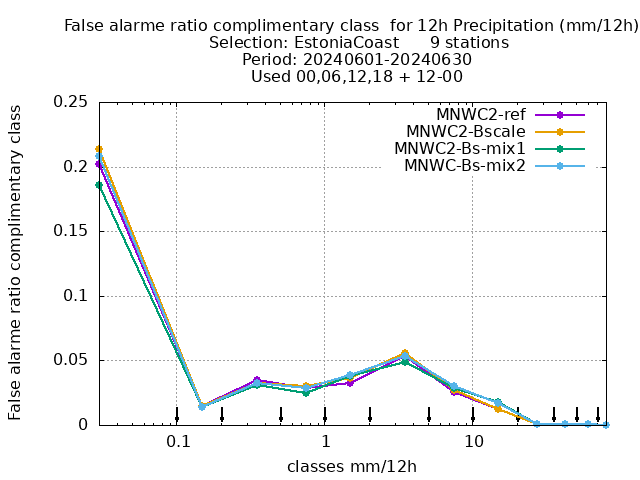 False alarme ratio complimentary class  for 12h Precipitation (mm/12h)
Selection: EstoniaCoast      9 stations
Period: 20240601-20240630
Used 00,06,12,18 + 12-00
False alarme ratio complimentary class
0.25
0.2
0.15
0.1
0.05
0
MNWC2-ref
MNWC2-Bscale
MNWC2-Bs-mix1
MNWC-Bs-mix2
0.1 1 10
classes mm/12h